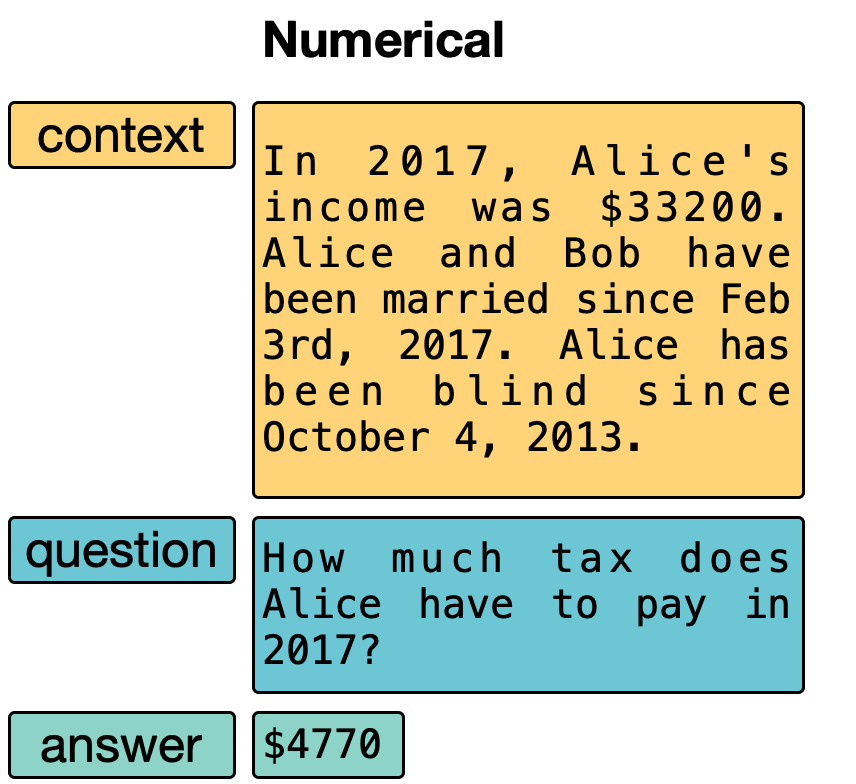 Numerical
context
In 2017, Alice's
income was $33200.
Alice and Bob have
been married since Feb
3rd, 2017. Alice has
been blind since
October 4, 2013.
question
How much tax does
Alice have to pay in
2017?
answer
$4770